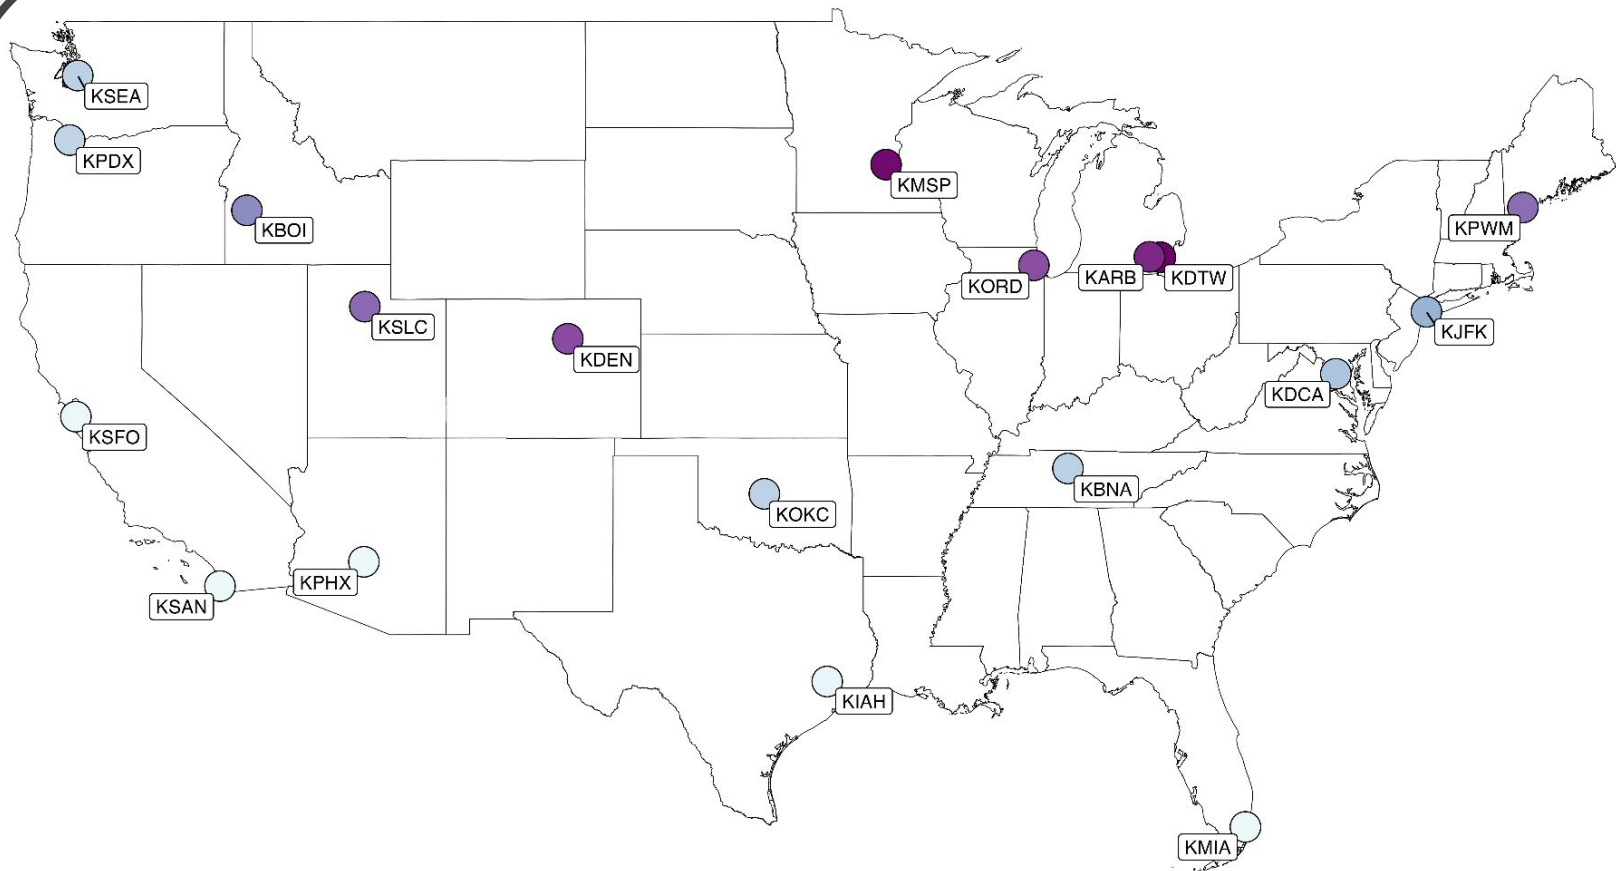 KSEA
KPDX
KMSP
KBOI
KPWM
KORD
KARB
KDTW
KSLC
KJFK
KDEN
KDCA
KSFO
KBNA
KOKC
KPHX
KSAN
KIAH
KMIA